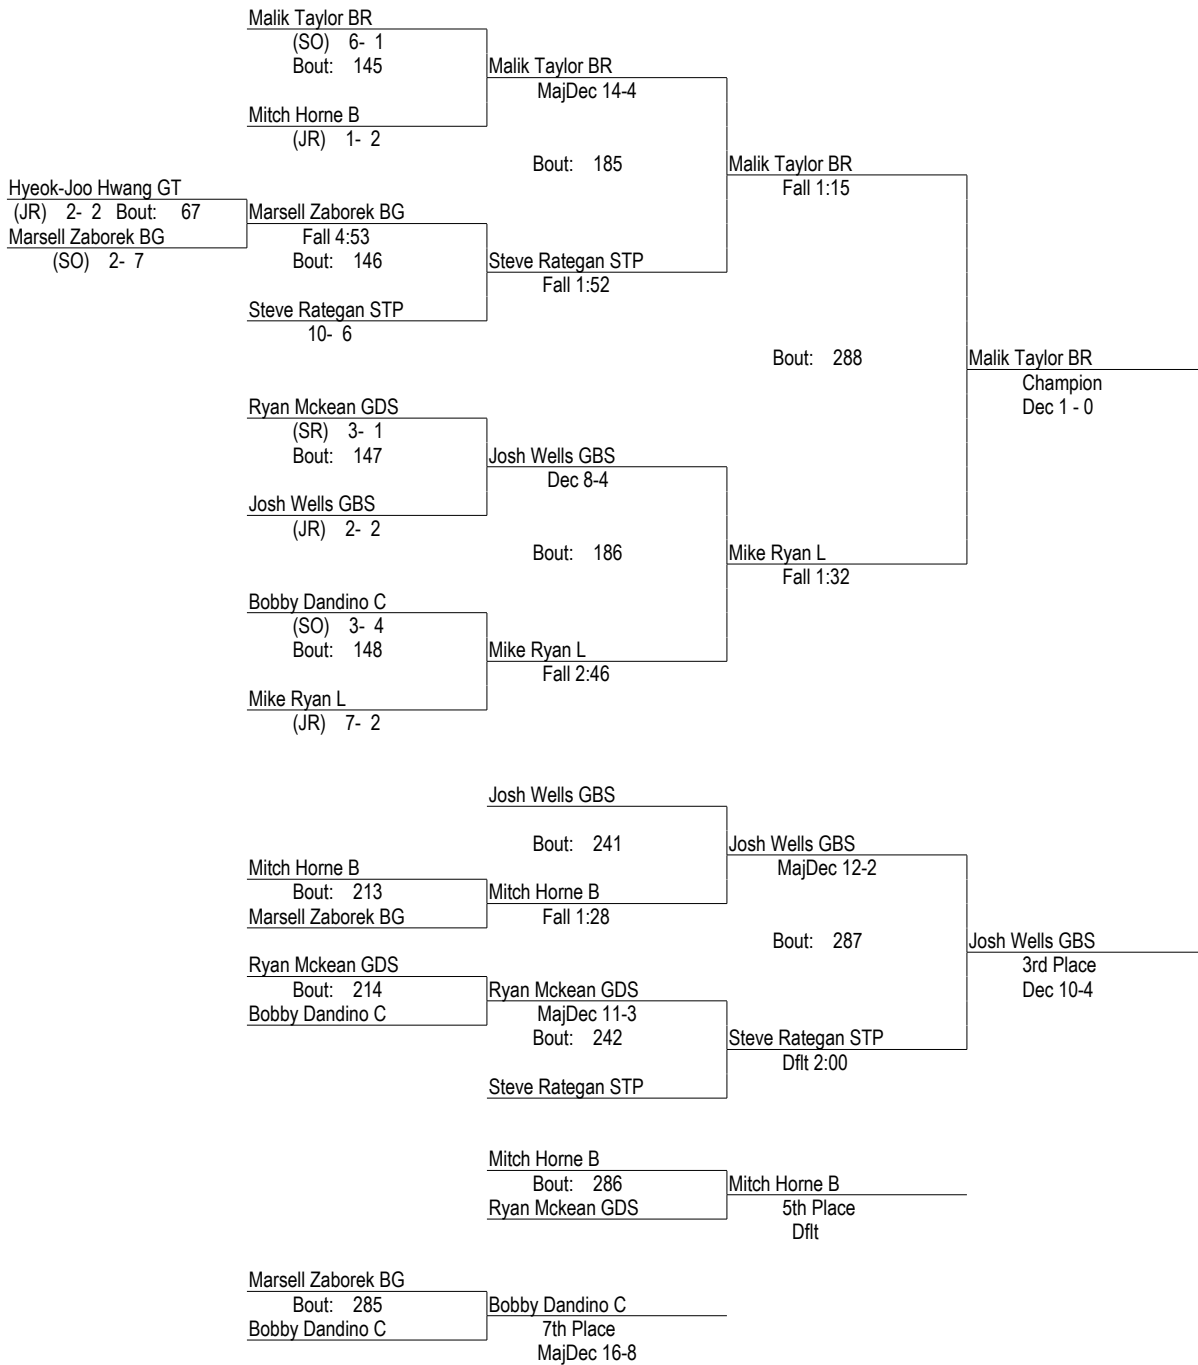 Malik Taylor BR
(SO) 6- 1
Bout: 145
Malik Taylor BR
MajDec 14-4
Mitch Horne B
(JR) 1- 2
Bout: 185
Malik Taylor BR
Fall 1:15
Hyeok-Joo Hwang GT
(JR) 2- 2 Bout: 67
Marsell Zaborek BG
Marsell Zaborek BG
(SO) 2- 7
Fall 4:53
Bout: 146
Steve Rategan STP
Fall 1:52
Steve Rategan STP
10- 6
Bout: 288
Malik Taylor BR
Champion
Dec 1 - 0
Ryan Mckean GDS
(SR) 3- 1
Bout: 147
Josh Wells GBS
Dec 8-4
Josh Wells GBS
(JR) 2- 2
Bout: 186
Mike Ryan L
Fall 1:32
Bobby Dandino C
(SO) 3- 4
Bout: 148
Mike Ryan L
Fall 2:46
Mike Ryan L
(JR) 7- 2
Josh Wells GBS
Bout: 241
Josh Wells GBS
MajDec 12-2
Mitch Horne B
Bout: 213
Mitch Horne B
Marsell Zaborek BG
Fall 1:28
Bout: 287
Josh Wells GBS
3rd Place
Dec 10-4
Ryan Mckean GDS
Bout: 214
Ryan Mckean GDS
Bobby Dandino C
MajDec 11-3
Bout: 242
Steve Rategan STP
Dflt 2:00
Steve Rategan STP
Mitch Horne B
Bout: 286
Mitch Horne B
Ryan Mckean GDS
5th Place
Dflt
Marsell Zaborek BG
Bout: 285
Bobby Dandino C
Bobby Dandino C
7th Place
MajDec 16-8